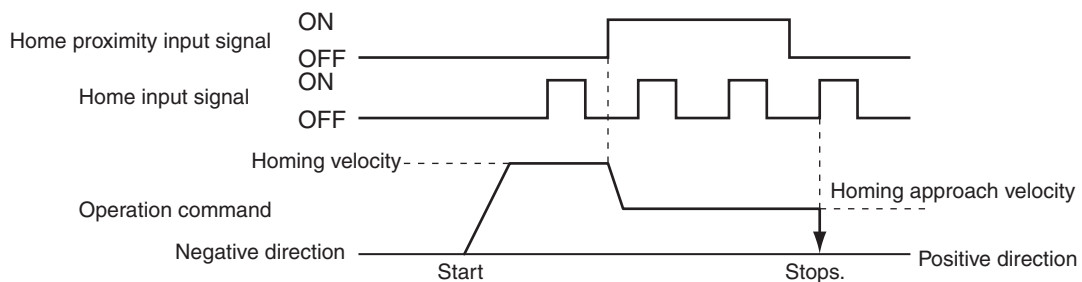 Home proximity input signal
ON
OFF
Home input signal
ON
OFF
Homing velocity
Homing approach velocity
Operation command
Negative direction
Positive direction
Start
Stops.